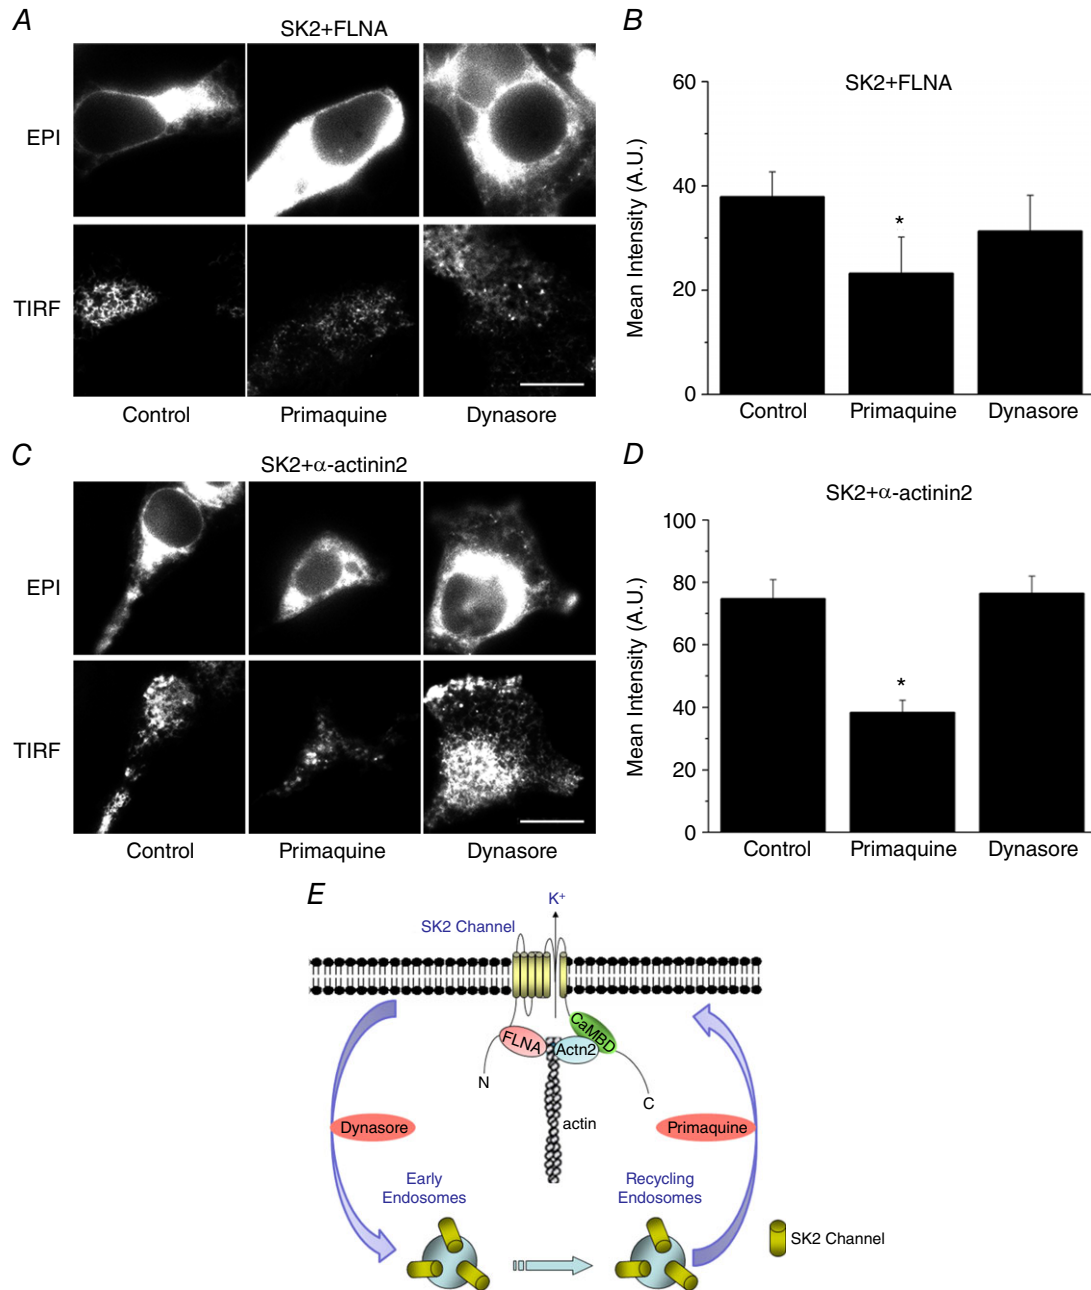 A
SK2+FLNA
EPI
TIRF
Control Primaquine Dynasore
B
SK2+FLNA
Mean Intensity (A.U.)
60
40
20
0
*
Control Primaquine Dynasore
C
SK2+α-actinin2
EPI
TIRF
Control Primaquine Dynasore
D
SK2+α-actinin2
Mean Intensity (A.U.)
100
80
60
40
20
0
*
Control Primaquine Dynasore
E
K+
SK2 Channel
FLNA
Actn2
CaMBD
N
C
actin
Dynasore
Primaquine
Early
Endosomes
Recycling
Endosomes
SK2 Channel